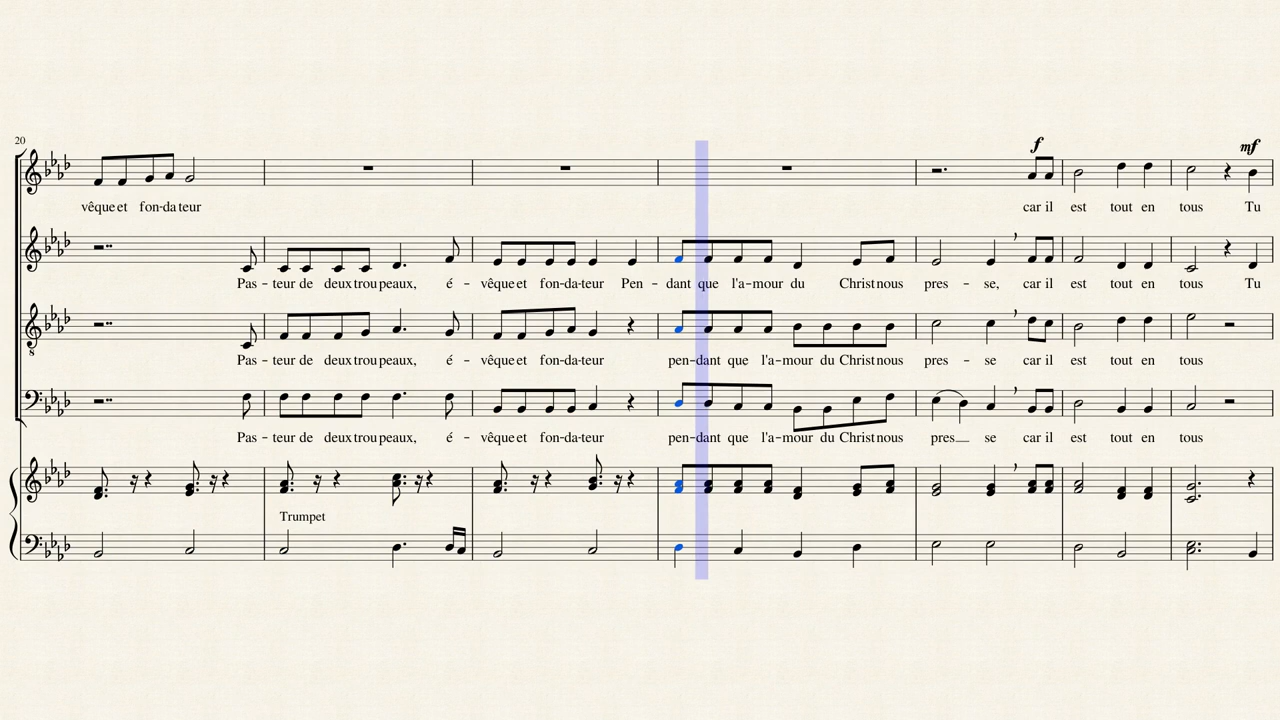 20
f mf
vêque et fon-da teur car il est tout en tous Tu
Pas - teur de deux trou peaux, é - vêque et fon-da-teur Pen - dant que l'a-mour du Christ nous pres - se, car il est tout en tous Tu
8
Pas - teur de deux trou peaux, é - vêque et fon-da-teur pen-dant que l'a-mour du Christ nous pres - se car il est tout en tous
Pas - teur de deux trou peaux, é - vêque et fon-da-teur pen-dant que l'a-mour du Christ nous pres__ se car il est tout en tous
Trumpet